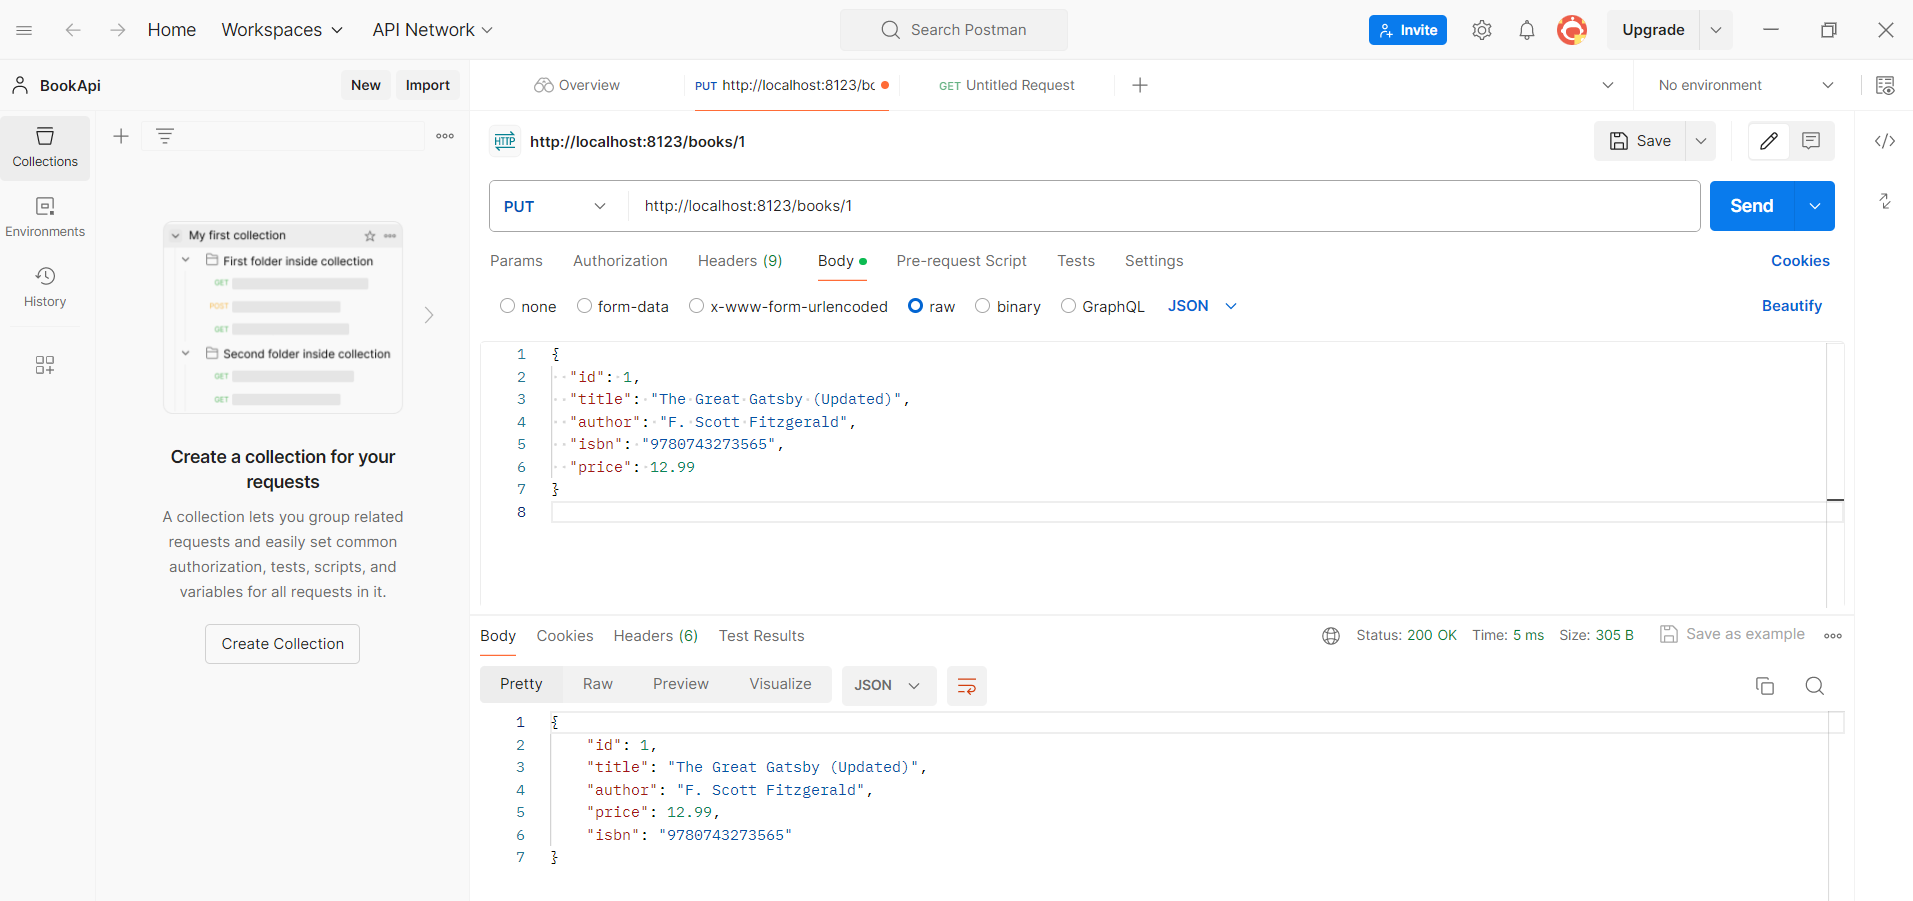 Home Workspaces API Network Search Postman Invite Upgrade
BookApi New Import Overview PUT http://localhost:8123/bc GET Untitled Request No environment
HTTP http://localhost:8123/books/1 Save
Collections
PUT http://localhost:8123/books/1 Send
Environments
My first collection
Params Authorization Headers (9) Body Pre-request Script Tests Settings Cookies
First folder inside collection
GET
History
POST
none form-data x-www-form-urlencoded raw binary GraphQL JSON Beautify
GET
Second folder inside collection
GET
GET
1 {
2 "id": 1,
3 "title": "The Great Gatsby (Updated)",
4 "author": "F. Scott Fitzgerald",
5 "isbn": "9780743273565",
6 "price": 12.99
7 }
8
Create a collection for your
requests
A collection lets you group related
requests and easily set common
authorization, tests, scripts, and
variables for all requests in it.
Create Collection
Body Cookies Headers (6) Test Results Status: 200 OK Time: 5 ms Size: 305 B Save as example
Pretty Raw Preview Visualize JSON
1 {
2 "id": 1,
3 "title": "The Great Gatsby (Updated)",
4 "author": "F. Scott Fitzgerald",
5 "price": 12.99,
6 "isbn": "9780743273565"
7 }